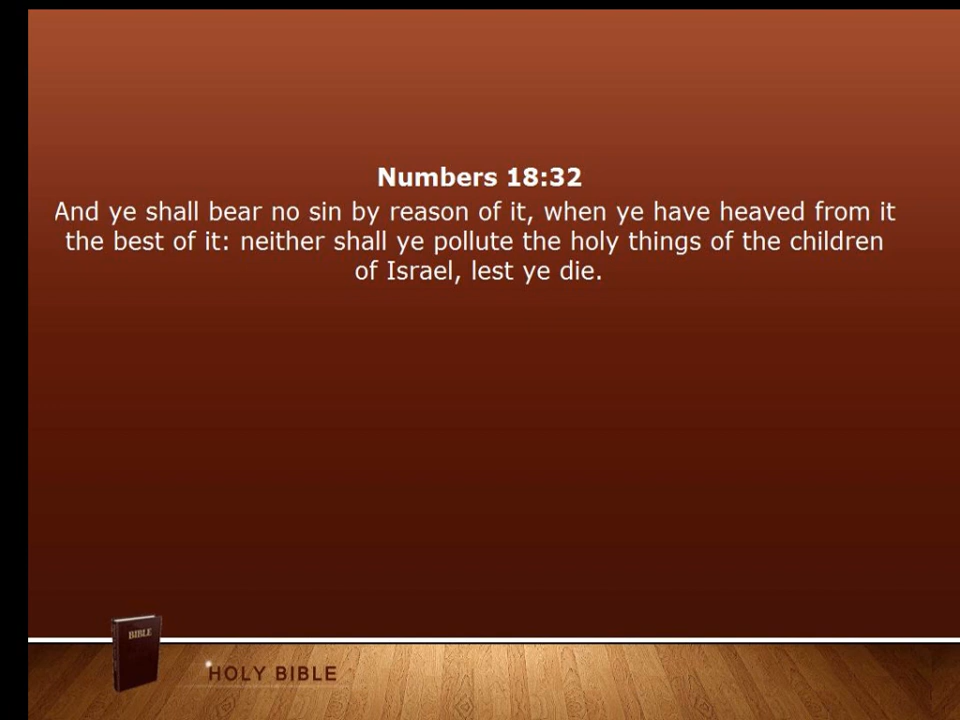 Numbers 18:32
And ye shall bear no sin by reason of it, when ye have heaved from it
the best of it: neither shall ye pollute the holy things of the children
of Israel, lest ye die.
BIBLE
HOLY BIBLE